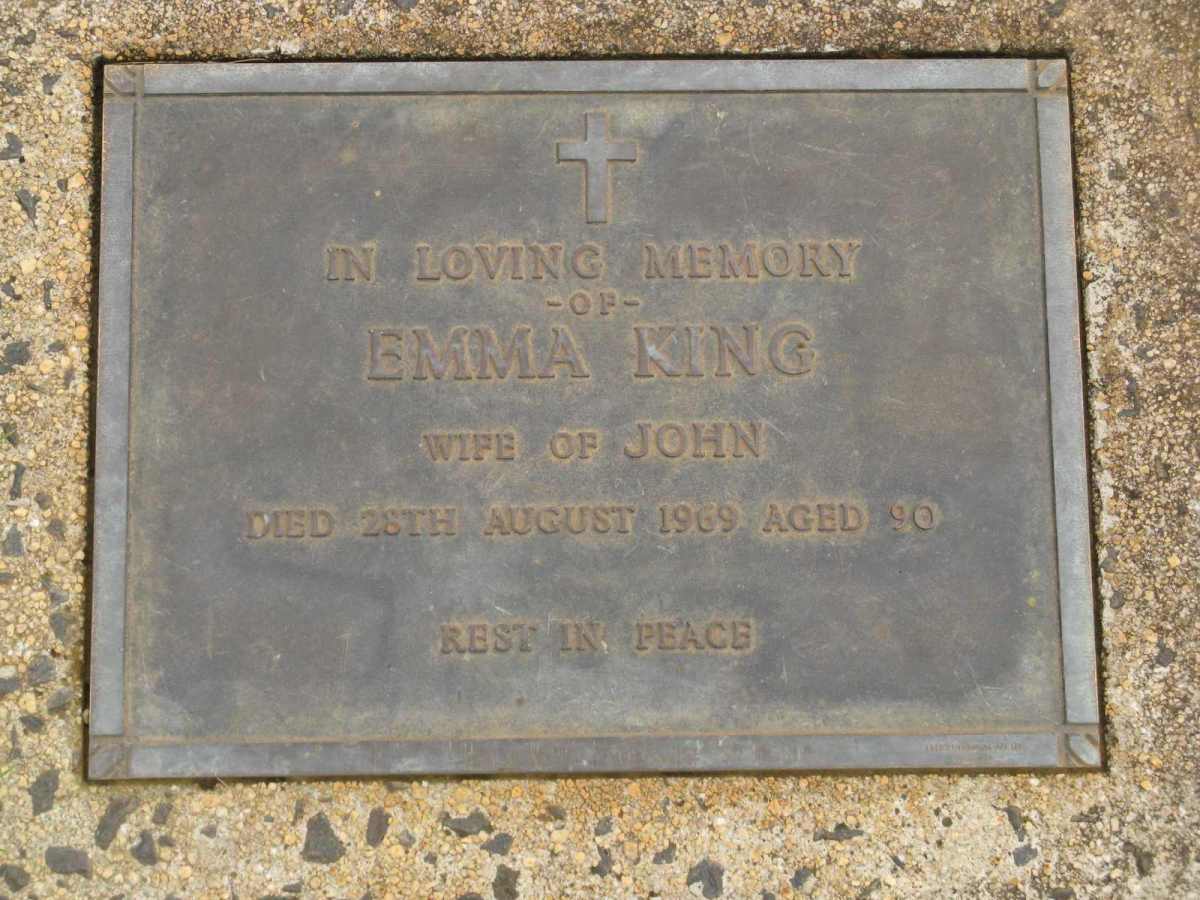 IN LOVING MEMORY
-OF-
EMMA KING
WIFE OF JOHN
DIED 28TH AUGUST 1969 AGED 90
REST IN PEACE